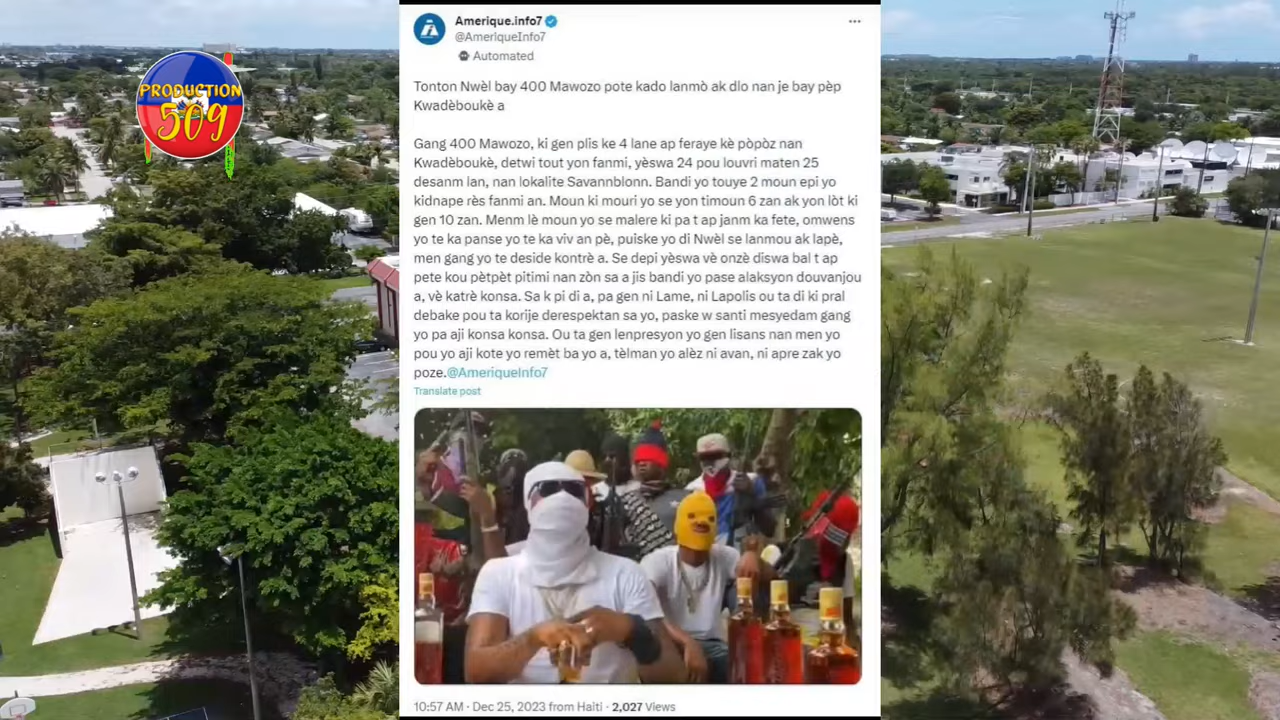 PRODUCTION
509
Amerique.info7
@AmeriqueInfo7
Automated
Tonton Nwèl bay 400 Mawozo pote kado lanmò ak dlo nan je bay pèp
Kwadèboukè a
Gang 400 Mawozo, ki gen plis ke 4 lane ap feraye kè pòpòz nan
Kwadèboukè, detwi tout yon fanmi, yèswa 24 pou louvri maten 25
desanm lan, nan lokalite Savannblonn. Bandi yo touye 2 moun epi yo
kidnape rès fanmi an. Moun ki mouri yo se yon timoun 6 zan ak yon lòt ki
gen 10 zan. Menm lè moun yo se malere ki pa t ap janm ka fete, omwens
yo te ka panse yo te ka viv an pè, puiske yo di Nwèl se lanmou ak lapè,
men gang yo te deside kontrè a. Se depi yèswa vè onzè diswa bal t ap
pete kou pètpèt pitimi nan zòn sa a jis bandi yo pase alaksyon douvanjou
a, vè katrè konsa. Sa k pi di a, pa gen ni Lame, ni Lapolis ou ta di ki pral
debake pou ta korije derespektan sa yo, paske w santi mesyedam gang
yo pa aji konsa konsa. Ou ta gen lenpresyon yo gen lisans nan men yo
pou yo aji kote yo remèt ba yo a, tèlman yo alèz ni avan, ni apre zak yo
poze.@AmeriqueInfo7
Translate post
10:57 AM · Dec 25, 2023 from Haiti · 2,027 Views